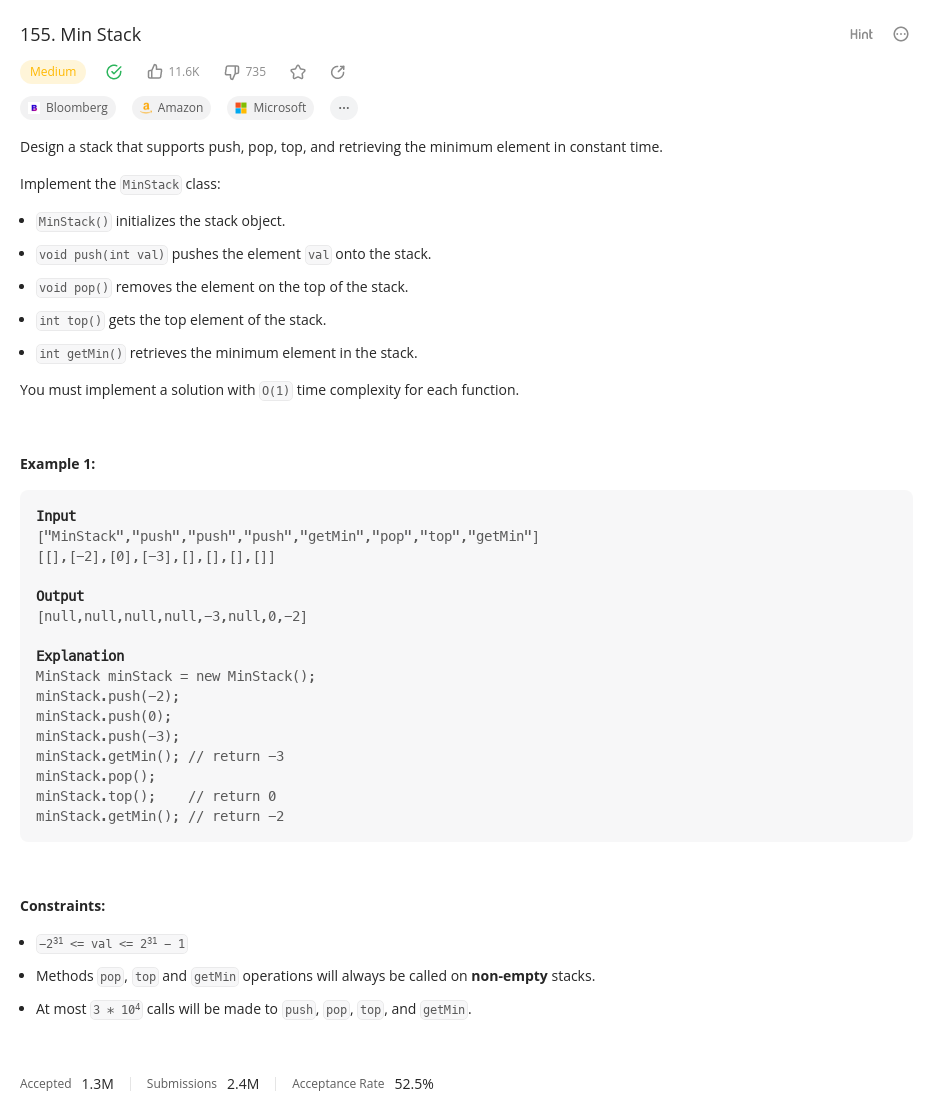 155. Min Stack Hint
Medium 11.6K 735
Bloomberg Amazon Microsoft ...
Design a stack that supports push, pop, top, and retrieving the minimum element in constant time.
Implement the MinStack class:
• MinStack() initializes the stack object.
• void push(int val) pushes the element val onto the stack.
• void pop() removes the element on the top of the stack.
• int top() gets the top element of the stack.
• int getMin() retrieves the minimum element in the stack.
You must implement a solution with O(1) time complexity for each function.
Example 1:
Input
["MinStack","push","push","push","getMin","pop","top","getMin"]
[[],[-2],[0],[-3],[],[],[],[]]
Output
[null,null,null,null,-3,null,0,-2]
Explanation
MinStack minStack = new MinStack();
minStack.push(-2);
minStack.push(0);
minStack.push(-3);
minStack.getMin(); // return -3
minStack.pop();
minStack.top();    // return 0
minStack.getMin(); // return -2
Constraints:
• -2³¹ <= val <= 2³¹ - 1
• Methods pop, top and getMin operations will always be called on non-empty stacks.
• At most 3 * 10⁴ calls will be made to push, pop, top, and getMin.
Accepted 1.3M Submissions 2.4M Acceptance Rate 52.5%